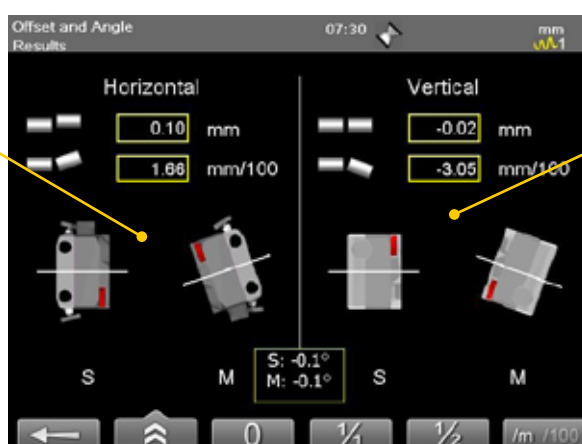 Offset and Angle
Results
07:30
mm
1
Horizontal
Vertical
0.10 mm
-0.02 mm
1.66 mm/100
-3.05 mm/100
S
M
S: -0.1°
M: -0.1°
S
M
0
1/1
1/2
/m /100